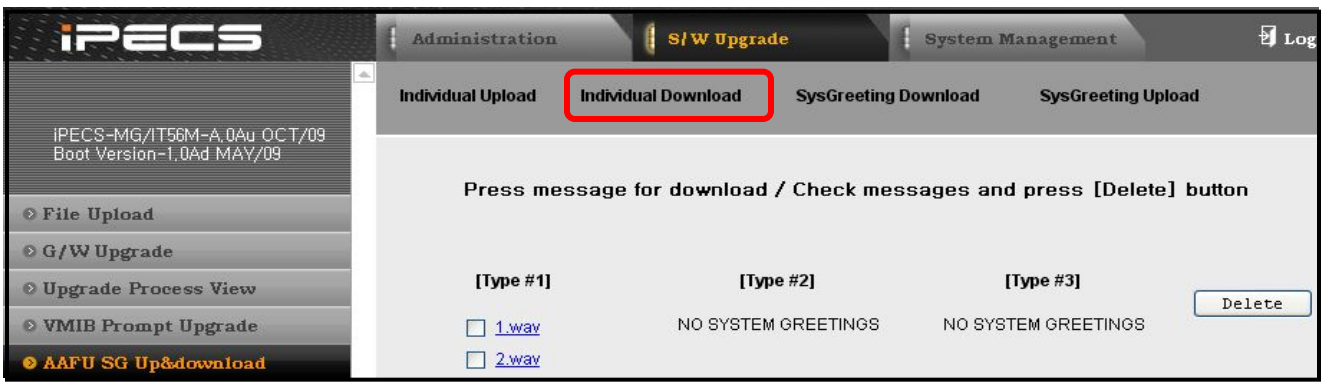 iPECS
Administration
S/W Upgrade
System Management
Log
Individual Upload
Individual Download
SysGreeting Download
SysGreeting Upload
iPECS-MG/IT56M-A,0Au OCT/09
Boot Version-1,0Ad MAY/09
File Upload
G/W Upgrade
Upgrade Process View
VMIB Prompt Upgrade
AAFU SG Up&download
Press message for download / Check messages and press [Delete] button
[Type #1]
[Type #2]
[Type #3]
1.wav
2.wav
NO SYSTEM GREETINGS
NO SYSTEM GREETINGS
Delete